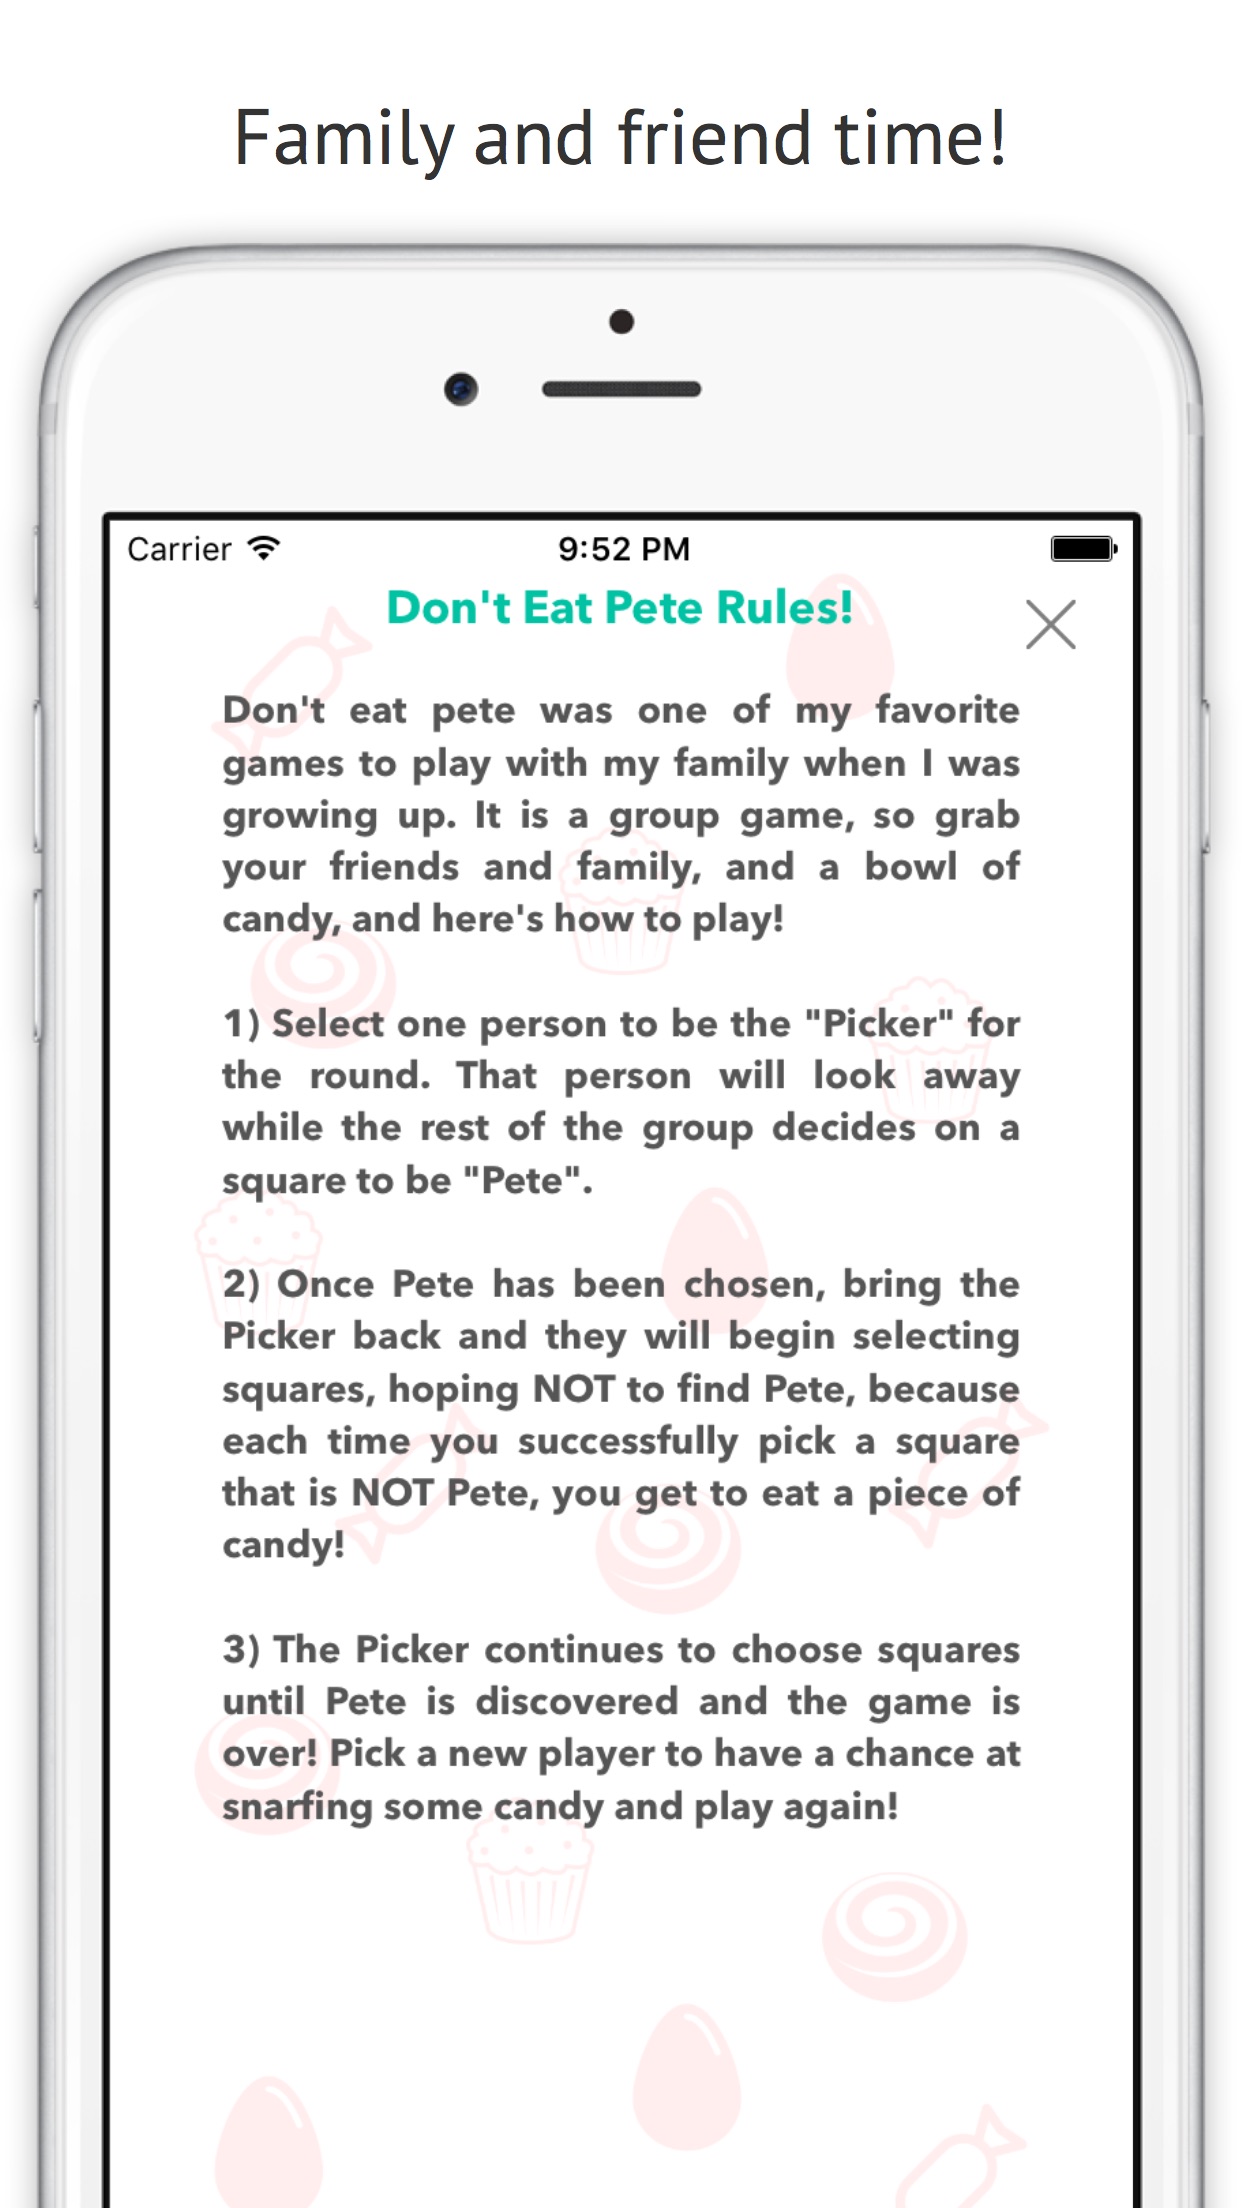 Family and friend time!
Carrier
9:52 PM
Don't Eat Pete Rules!
Don't eat pete was one of my favorite
games to play with my family when I was
growing up. It is a group game, so grab
your friends and family, and a bowl of
candy, and here's how to play!
1) Select one person to be the "Picker" for
the round. That person will look away
while the rest of the group decides on a
square to be "Pete".
2) Once Pete has been chosen, bring the
Picker back and they will begin selecting
squares, hoping NOT to find Pete, because
each time you successfully pick a square
that is NOT Pete, you get to eat a piece of
candy!
3) The Picker continues to choose squares
until Pete is discovered and the game is
over! Pick a new player to have a chance at
snarfing some candy and play again!